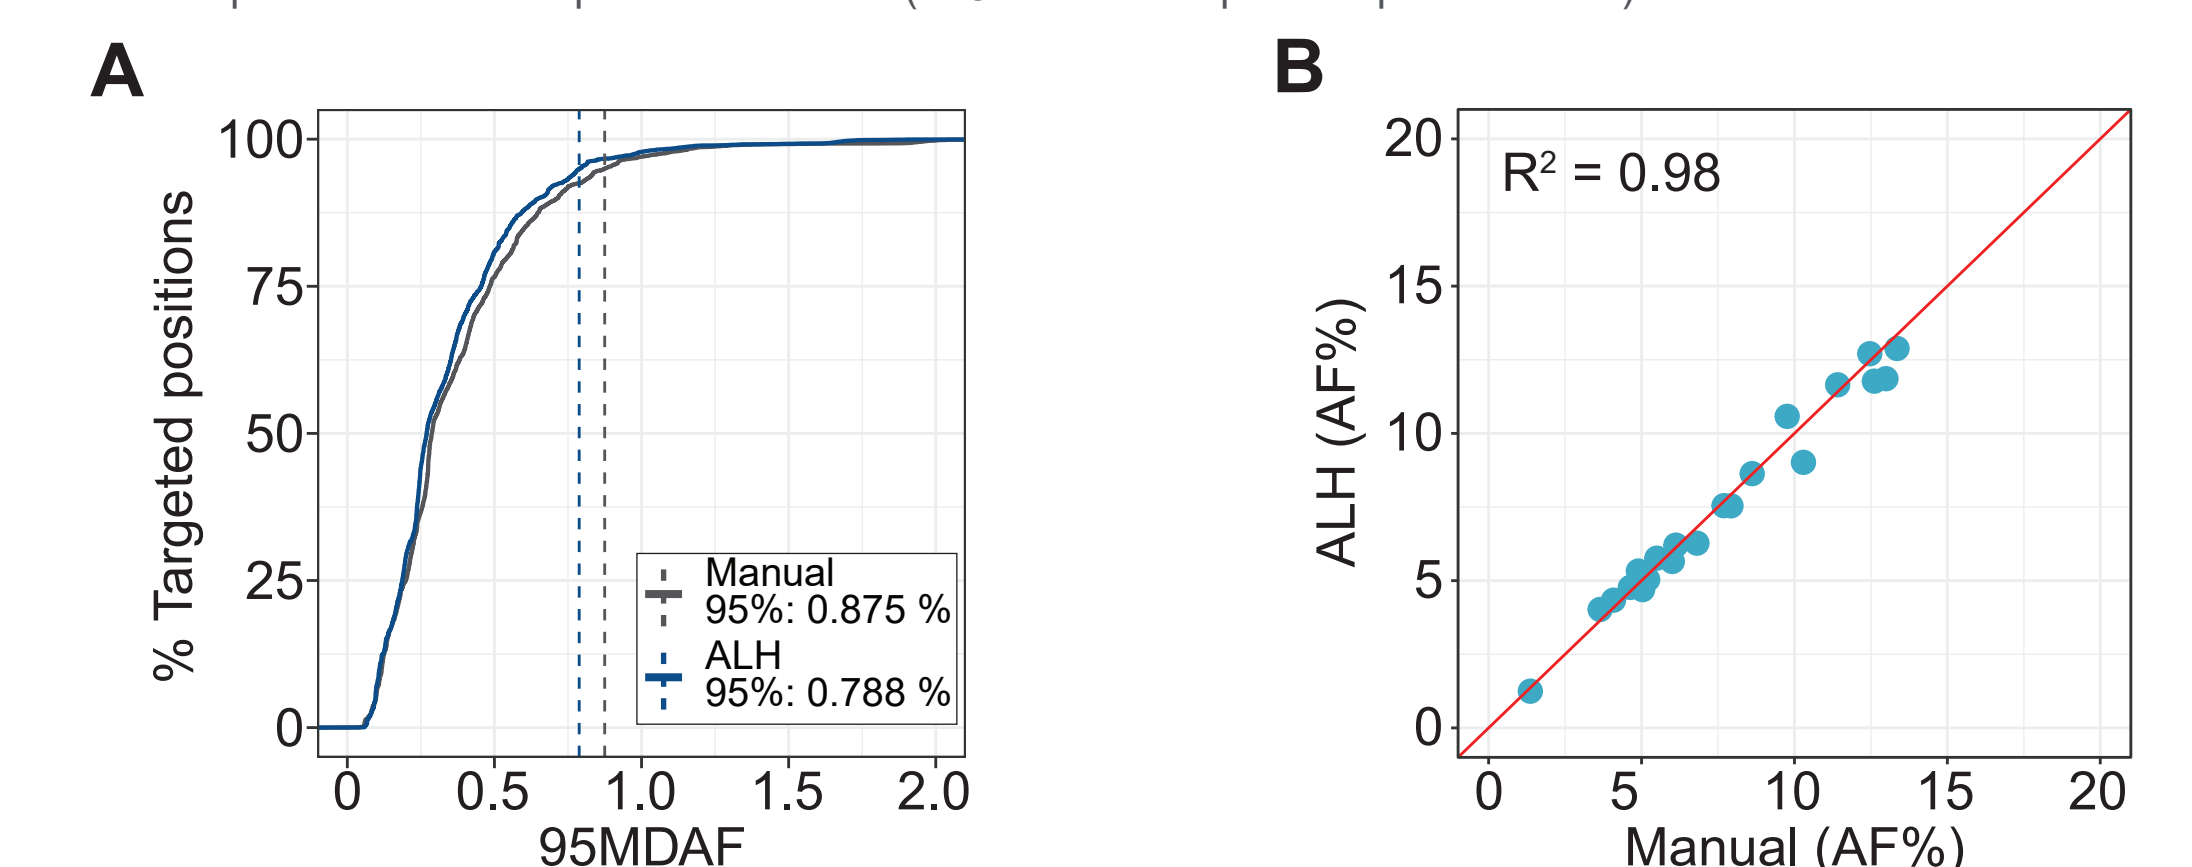 A
100
75
50
25
0
% Targeted positions
Manual
95%: 0.875 %
ALH
95%: 0.788 %
0 0.5 1.0 1.5 2.0
95MDAF
B
20
15
10
5
0
ALH (AF%)
R² = 0.98
0 5 10 15 20
Manual (AF%)